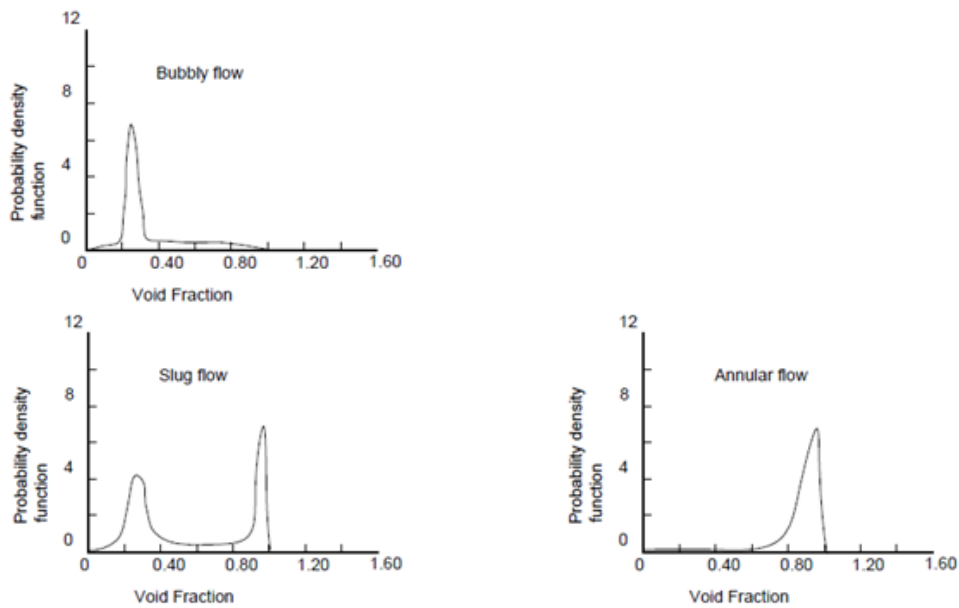 12
Bubbly flow
8
4
0
Probability density
function
0 0.40 0.80 1.20 1.60
Void Fraction
12
Slug flow
8
4
0
Probability density
function
0 0.40 0.80 1.20 1.60
Void Fraction
12
Annular flow
8
4
0
Probability density
function
0 0.40 0.80 1.20 1.60
Void Fraction